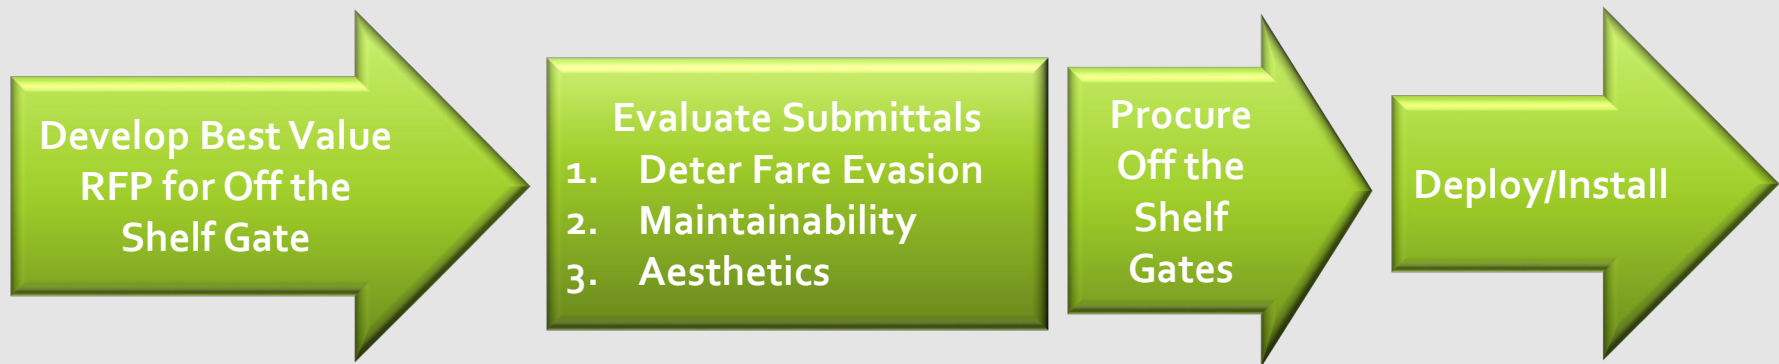 Develop Best Value
RFP for Off the
Shelf Gate
Evaluate Submittals
1. Deter Fare Evasion
2. Maintainability
3. Aesthetics
Procure
Off the
Shelf
Gates
Deploy/Install